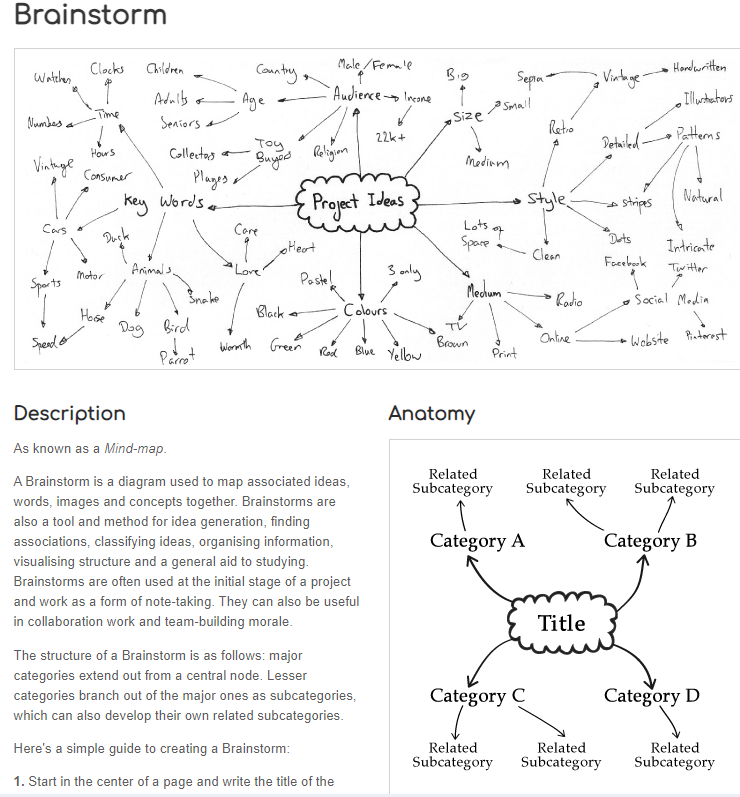 Brainstorm
Watches
Clocks
Children
Country
Male/Female
Big
Sepia
Vintage
Handwritten
Adults
Age
Audience
Income
Small
Illustrators
Numbers
Time
Seniors
22k+
Size
Retro
Detailed
Patterns
Hours
Collectors
Toy
Buyers
Religion
Medium
Vintage
Consumer
Players
Key Words
Project Ideas
Style
Stripes
Natural
Cars
Duck
Care
Lots of
Space
Clean
Dots
Intricate
Heart
Facebook
Twitter
Sports
Motor
Animals
Love
Pastel
3 only
Medium
Radio
Social Media
Snake
Black
Colours
Horse
Dog
Bird
TV
Online
Website
Pinterest
Speed
Parrot
Warmth
Green
Red
Blue
Yellow
Brown
Print
Description
As known as a Mind-map.
A Brainstorm is a diagram used to map associated ideas,
words, images and concepts together. Brainstorms are
also a tool and method for idea generation, finding
associations, classifying ideas, organising information,
visualising structure and a general aid to studying.
Brainstorms are often used at the initial stage of a project
and work as a form of note-taking. They can also be useful
in collaboration work and team-building morale.
The structure of a Brainstorm is as follows: major
categories extend out from a central node. Lesser
categories branch out of the major ones as subcategories,
which can also develop their own related subcategories.
Here's a simple guide to creating a Brainstorm:
1. Start in the center of a page and write the title of the
Anatomy
Related
Subcategory
Related
Subcategory
Related
Subcategory
Category A
Category B
Title
Category C
Category D
Related
Subcategory
Related
Subcategory
Related
Subcategory